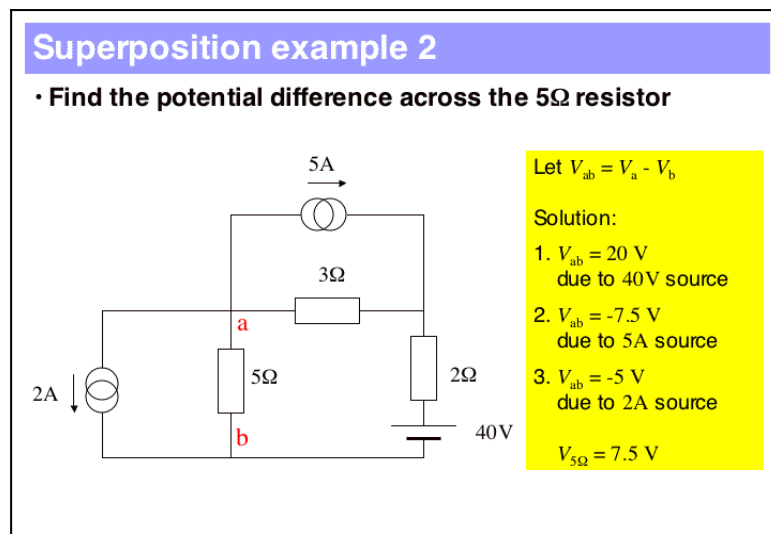 Superposition example 2
· Find the potential difference across the 5Ω resistor
5A
3Ω
a
5Ω
2Ω
2A
b
40V
Let Vab = Va - Vb
Solution:
1. Vab = 20 V
due to 40V source
2. Vab = -7.5 V
due to 5A source
3. Vab = -5 V
due to 2A source
V5Ω = 7.5 V